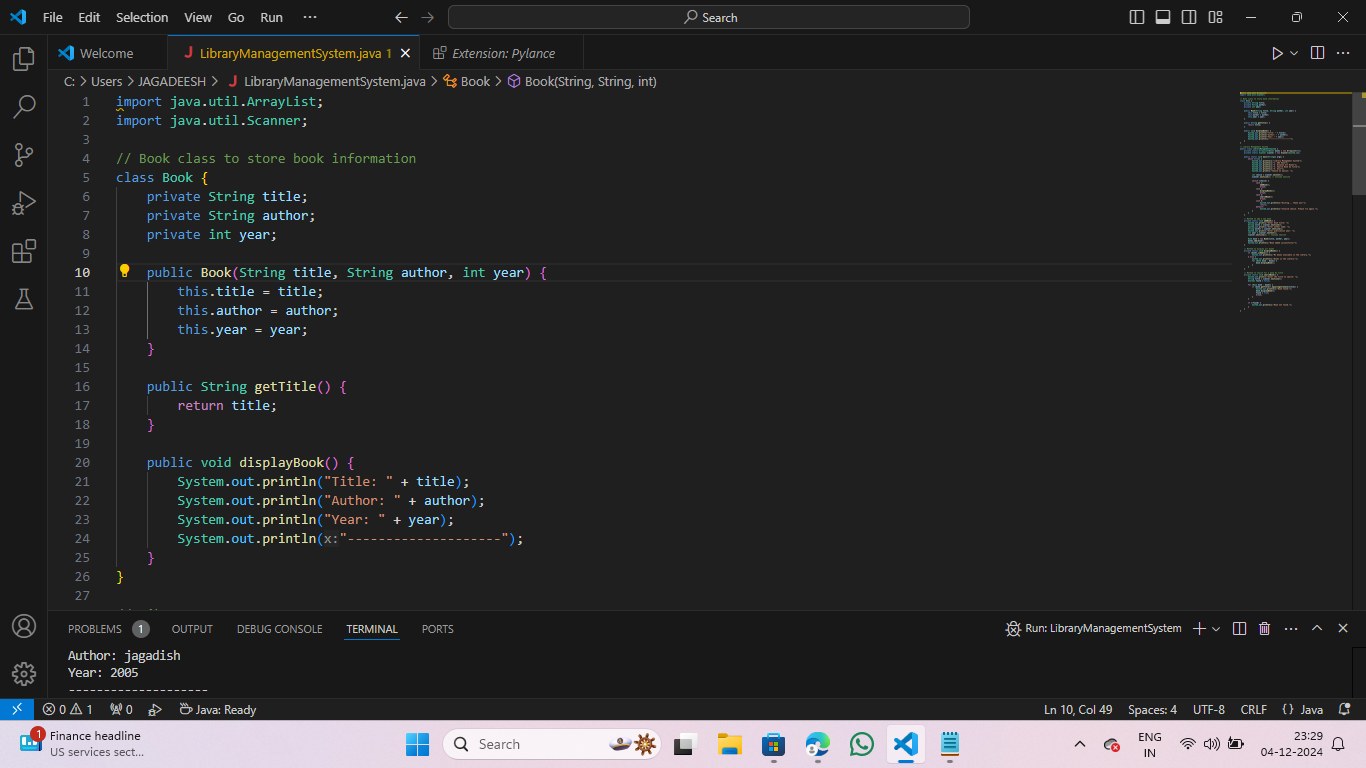 File Edit Selection View Go Run ··· Search
Welcome LibraryManagementSystem.java 1 Extension: Pylance
C: > Users > JAGADEESH > LibraryManagementSystem.java > Book > Book(String, String, int)
1 import java.util.ArrayList;
2 import java.util.Scanner;
3
4 // Book class to store book information
5 class Book {
6 private String title;
7 private String author;
8 private int year;
9
10 public Book(String title, String author, int year) {
11 this.title = title;
12 this.author = author;
13 this.year = year;
14 }
15
16 public String getTitle() {
17 return title;
18 }
19
20 public void displayBook() {
21 System.out.println("Title: " + title);
22 System.out.println("Author: " + author);
23 System.out.println("Year: " + year);
24 System.out.println(x:"--------------------");
25 }
26 }
27
PROBLEMS 1 OUTPUT DEBUG CONSOLE TERMINAL PORTS Run: LibraryManagementSystem
Author: jagadish
Year: 2005
--------------------
0 1 0 Java: Ready Ln 10, Col 49 Spaces: 4 UTF-8 CRLF {} Java
1 Finance headline
US services sect...
Search
ENG
IN
23:29
04-12-2024